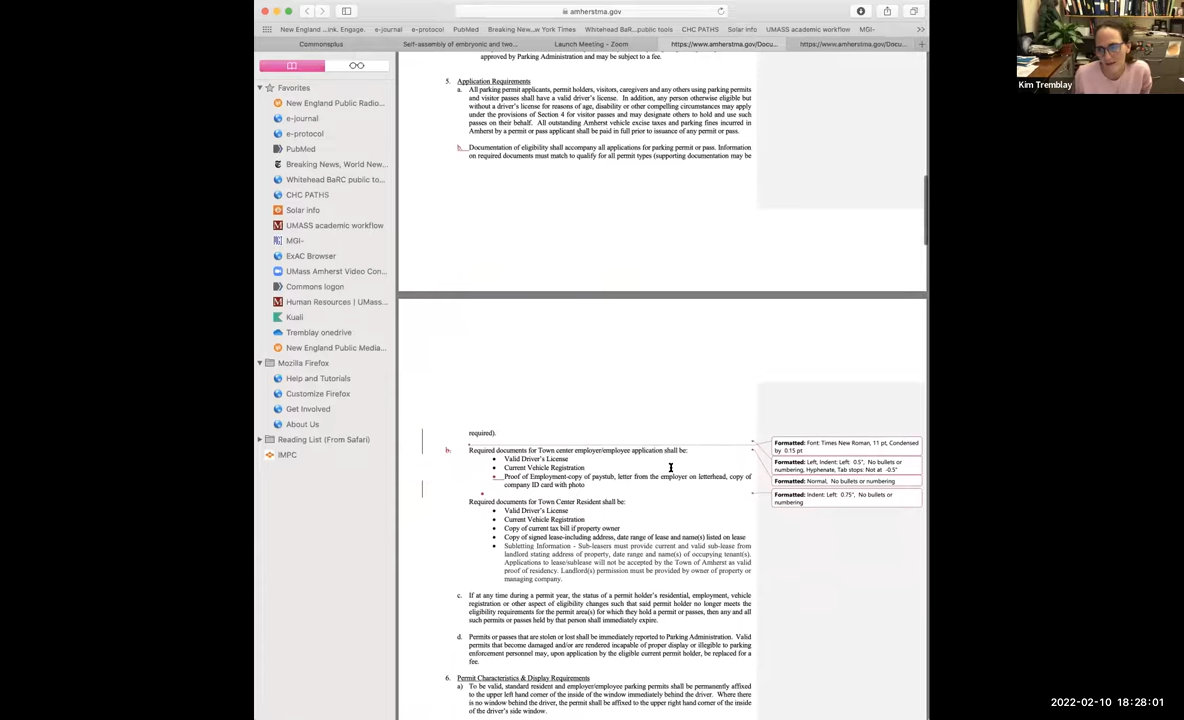 amherstma.gov
New England ...ink. Engage.
e-journal
e-protocol
PubMed
Breaking New...w York Times
Whitehead BaR...public tools
CHC PATHS
Solar info
UMASS academic workflow
MGI-
Commonsplus
Self-assembly of embryonic and two...
Launch Meeting - Zoom
https://www.amherstma.gov/Docu...
https://www.amherstma.gov/Docu...
Favorites
New England Public Radio...
e-journal
e-protocol
PubMed
Breaking News, World New...
Whitehead BaRC public to...
CHC PATHS
Solar info
UMASS academic workflow
MGI-
ExAC Browser
UMass Amherst Video Con...
Commons logon
Human Resources | UMass...
Kuali
Tremblay onedrive
New England Public Media...
Mozilla Firefox
Help and Tutorials
Customize Firefox
Get Involved
About Us
Reading List (From Safari)
IMPC
approved by Parking Administration and may be subject to a fee.
5. Application Requirements
a. All parking permit applicants, permit holders, visitors, caregivers and any others using parking permits
and visitor passes shall have a valid driver's license. In addition, any person otherwise eligible but
without a driver's license for reasons of age, disability or other compelling circumstances may apply
under the provisions of Section 4 for visitor passes and may designate others to hold and use such
passes on their behalf. All outstanding Amherst vehicle excise taxes and parking fines incurred in
Amherst by a permit or pass applicant shall be paid in full prior to issuance of any permit or pass.
b. Documentation of eligibility shall accompany all applications for parking permit or pass. Information
on required documents must match to qualify for all permit types (supporting documentation may be
required).
b. Required documents for Town center employer/employee application shall be:
• Valid Driver's License
• Current Vehicle Registration
• Proof of Employment-copy of paystub, letter from the employer on letterhead, copy of
company ID card with photo
Required documents for Town Center Resident shall be:
• Valid Driver's License
• Current Vehicle Registration
• Copy of current tax bill if property owner
• Copy of signed lease-including address, date range of lease and name(s) listed on lease
• Subletting Information - Sub-leasers must provide current and valid sub-lease from
landlord stating address of property, date range and name(s) of occupying tenant(s).
Applications to lease/sublease will not be accepted by the Town of Amherst as valid
proof of residency. Landlord(s) permission must be provided by owner of property or
managing company.
c. If at any time during a permit year, the status of a permit holder's residential, employment, vehicle
registration or other aspect of eligibility changes such that said permit holder no longer meets the
eligibility requirements for the permit area(s) for which they hold a permit or passes, then any and all
such permits or passes held by that person shall immediately expire.
d. Permits or passes that are stolen or lost shall be immediately reported to Parking Administration. Valid
permits that become damaged and/or are rendered incapable of proper display or illegible to parking
enforcement personnel may, upon application by the eligible current permit holder, be replaced for a
fee.
6. Permit Characteristics & Display Requirements
a) To be valid, standard resident and employer/employee parking permits shall be permanently affixed
to the upper left hand corner of the inside of the window immediately behind the driver. Where there
is no window behind the driver, the permit shall be affixed to the upper right hand corner of the inside
of the driver's side window.
Formatted: Font: Times New Roman, 11 pt, Condensed
by 0.15 pt
Formatted: Left, Indent: Left: 0.5", No bullets or
numbering, Hyphenate, Tab stops: Not at -0.5"
Formatted: Normal, No bullets or numbering
Formatted: Indent: Left: 0.75", No bullets or
numbering
Kim Tremblay
2022-02-10 18:28:01